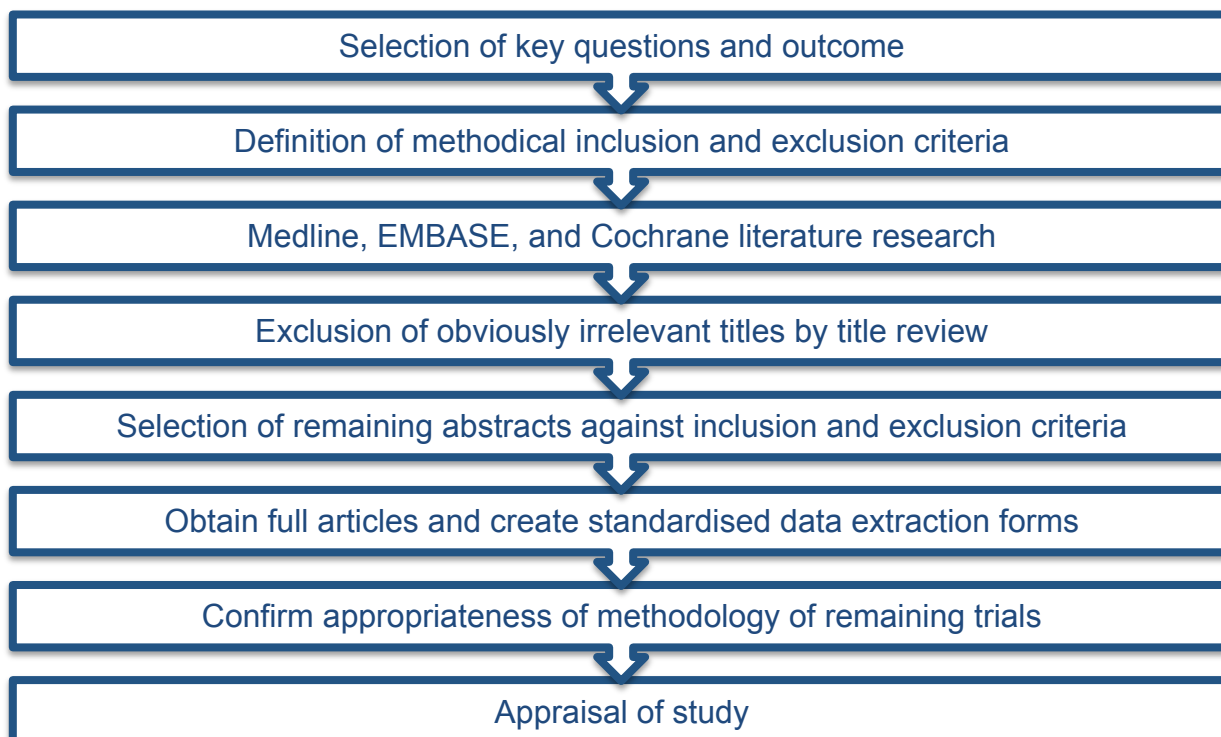 Selection of key questions and outcome
Definition of methodical inclusion and exclusion criteria
Medline, EMBASE, and Cochrane literature research
Exclusion of obviously irrelevant titles by title review
Selection of remaining abstracts against inclusion and exclusion criteria
Obtain full articles and create standardised data extraction forms
Confirm appropriateness of methodology of remaining trials
Appraisal of study